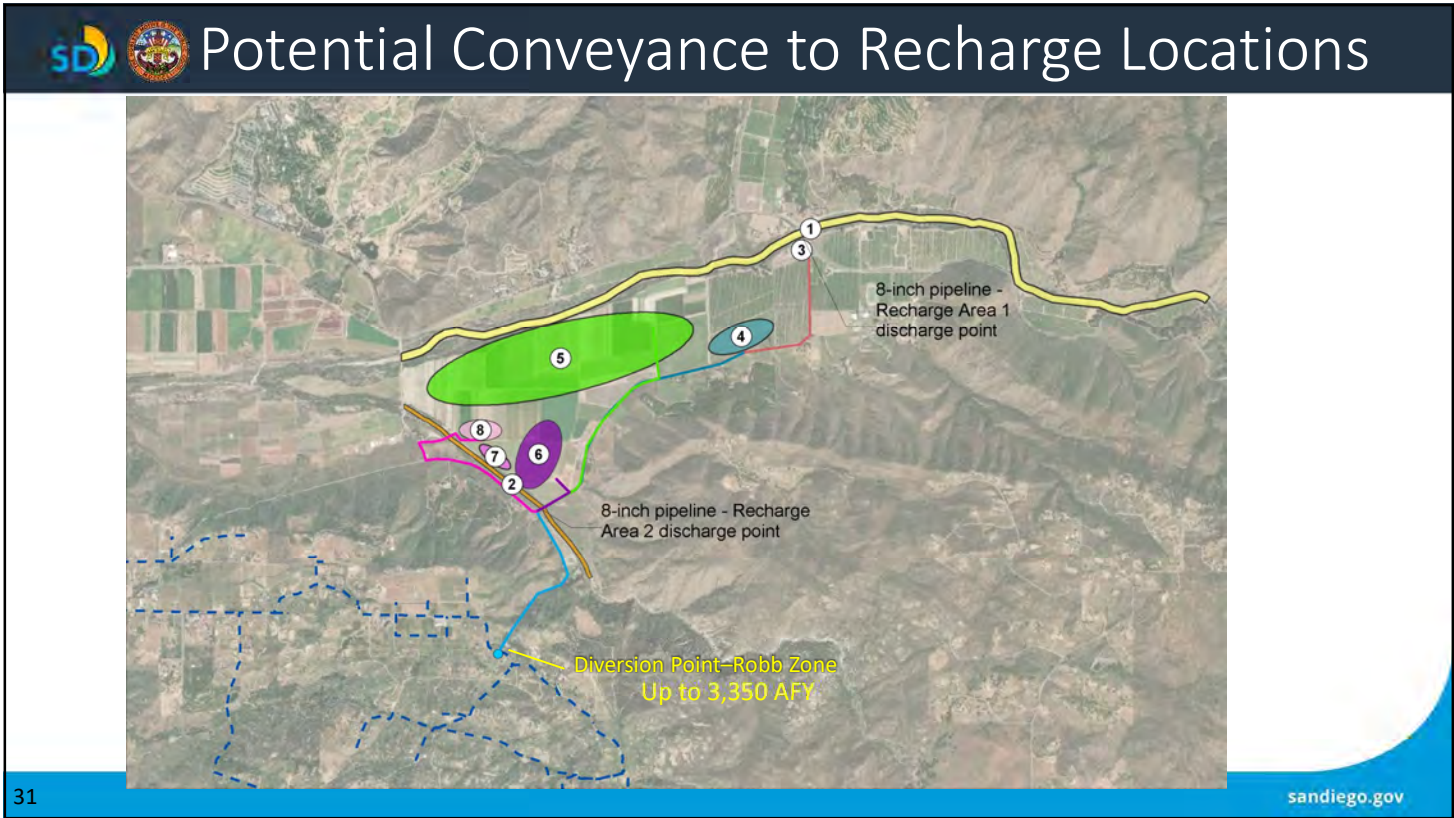 SD
Potential Conveyance to Recharge Locations
1
3
8-inch pipeline -
Recharge Area 1
discharge point
4
5
8
7
6
2
8-inch pipeline - Recharge
Area 2 discharge point
Diversion Point–Robb Zone
Up to 3,350 AFY
31
sandiego.gov